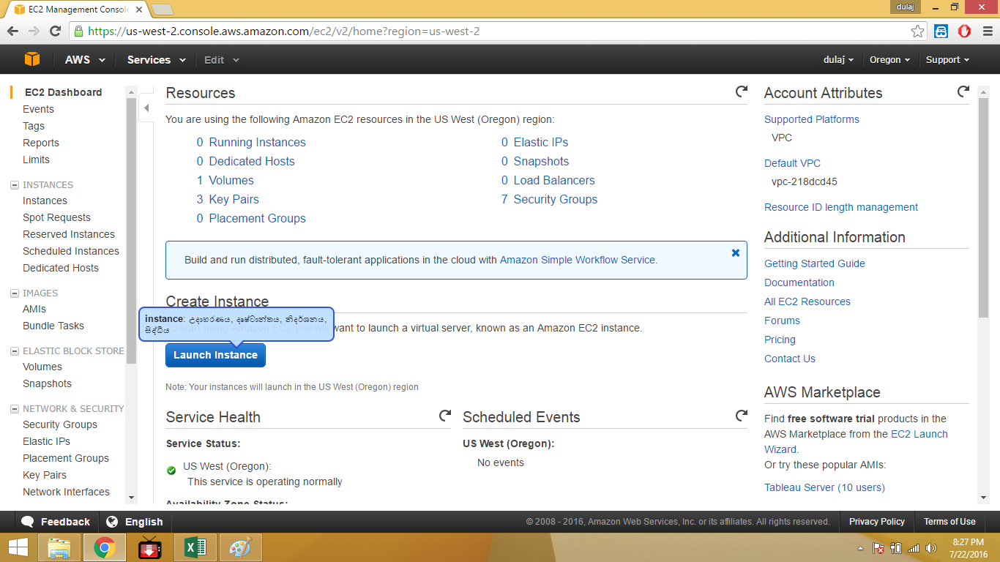 EC2 Management Consol
dulaj
https://us-west-2.console.aws.amazon.com/ec2/v2/home?region=us-west-2
AWS
Services
Edit
dulaj
Oregon
Support
EC2 Dashboard
Events
Tags
Reports
Limits
INSTANCES
Instances
Spot Requests
Reserved Instances
Scheduled Instances
Dedicated Hosts
IMAGES
AMIs
Bundle Tasks
ELASTIC BLOCK STORE
Volumes
Snapshots
NETWORK & SECURITY
Security Groups
Elastic IPs
Placement Groups
Key Pairs
Network Interfaces
Resources
You are using the following Amazon EC2 resources in the US West (Oregon) region:
0 Running Instances
0 Elastic IPs
0 Dedicated Hosts
0 Snapshots
1 Volumes
0 Load Balancers
3 Key Pairs
7 Security Groups
0 Placement Groups
Build and run distributed, fault-tolerant applications in the cloud with Amazon Simple Workflow Service.
Create Instance
instance: උදාහරණය, දෘෂ්ටාන්තය, නිදර්ශනය,
සිද්ධිය
To start using Amazon EC2 you will want to launch a virtual server, known as an Amazon EC2 instance.
Launch Instance
Note: Your instances will launch in the US West (Oregon) region
Service Health
Service Status:
US West (Oregon):
This service is operating normally
Availability Zone Status:
Scheduled Events
US West (Oregon):
No events
Account Attributes
Supported Platforms
VPC
Default VPC
vpc-218dcd45
Resource ID length management
Additional Information
Getting Started Guide
Documentation
All EC2 Resources
Forums
Pricing
Contact Us
AWS Marketplace
Find free software trial products in the
AWS Marketplace from the EC2 Launch
Wizard.
Or try these popular AMIs:
Tableau Server (10 users)
Feedback
English
© 2008 - 2016, Amazon Web Services, Inc. or its affiliates. All rights reserved.
Privacy Policy
Terms of Use
8:27 PM
7/22/2016